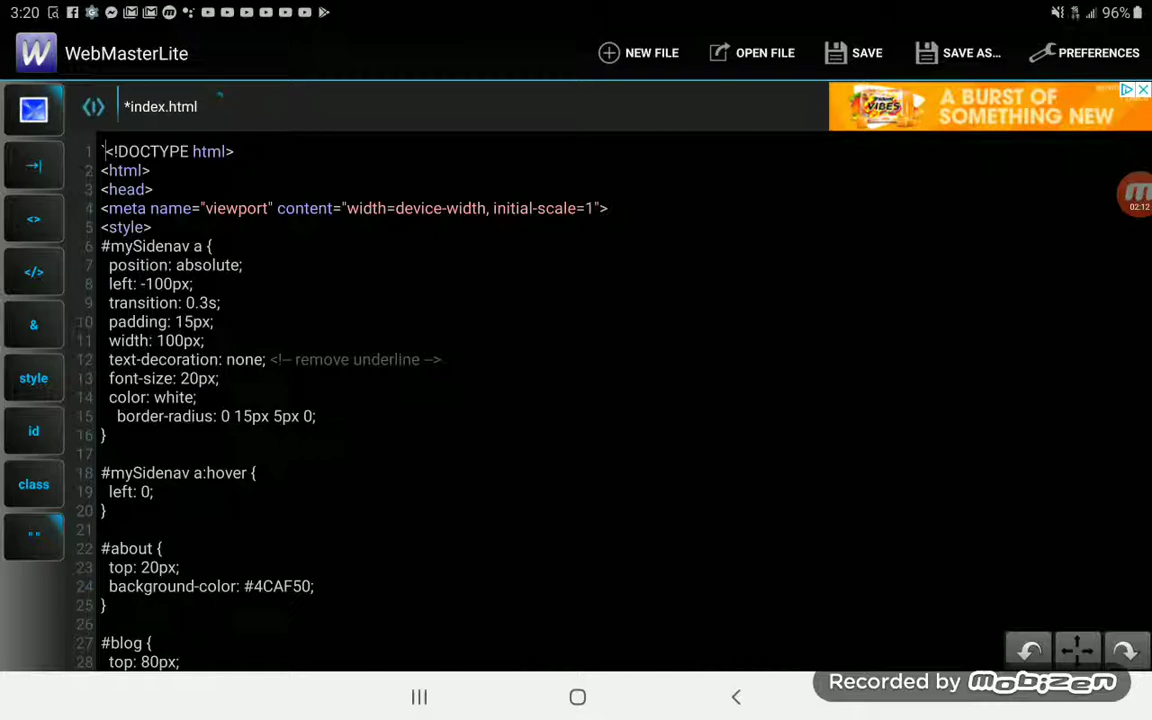 3:20
96%
WebMasterLite
NEW FILE
OPEN FILE
SAVE
SAVE AS...
PREFERENCES
*index.html
VIBES
A BURST OF
SOMETHING NEW
02:12
→|
<>
</>
&
style
id
class
" "
1 `<!DOCTYPE html>
2 <html>
3 <head>
4 <meta name="viewport" content="width=device-width, initial-scale=1">
5 <style>
6 #mySidenav a {
7 position: absolute;
8 left: -100px;
9 transition: 0.3s;
10 padding: 15px;
11 width: 100px;
12 text-decoration: none; <!-- remove underline -->
13 font-size: 20px;
14 color: white;
15 border-radius: 0 15px 5px 0;
16 }
17
18 #mySidenav a:hover {
19 left: 0;
20 }
21
22 #about {
23 top: 20px;
24 background-color: #4CAF50;
25 }
26
27 #blog {
28 top: 80px;
Recorded by mobizen